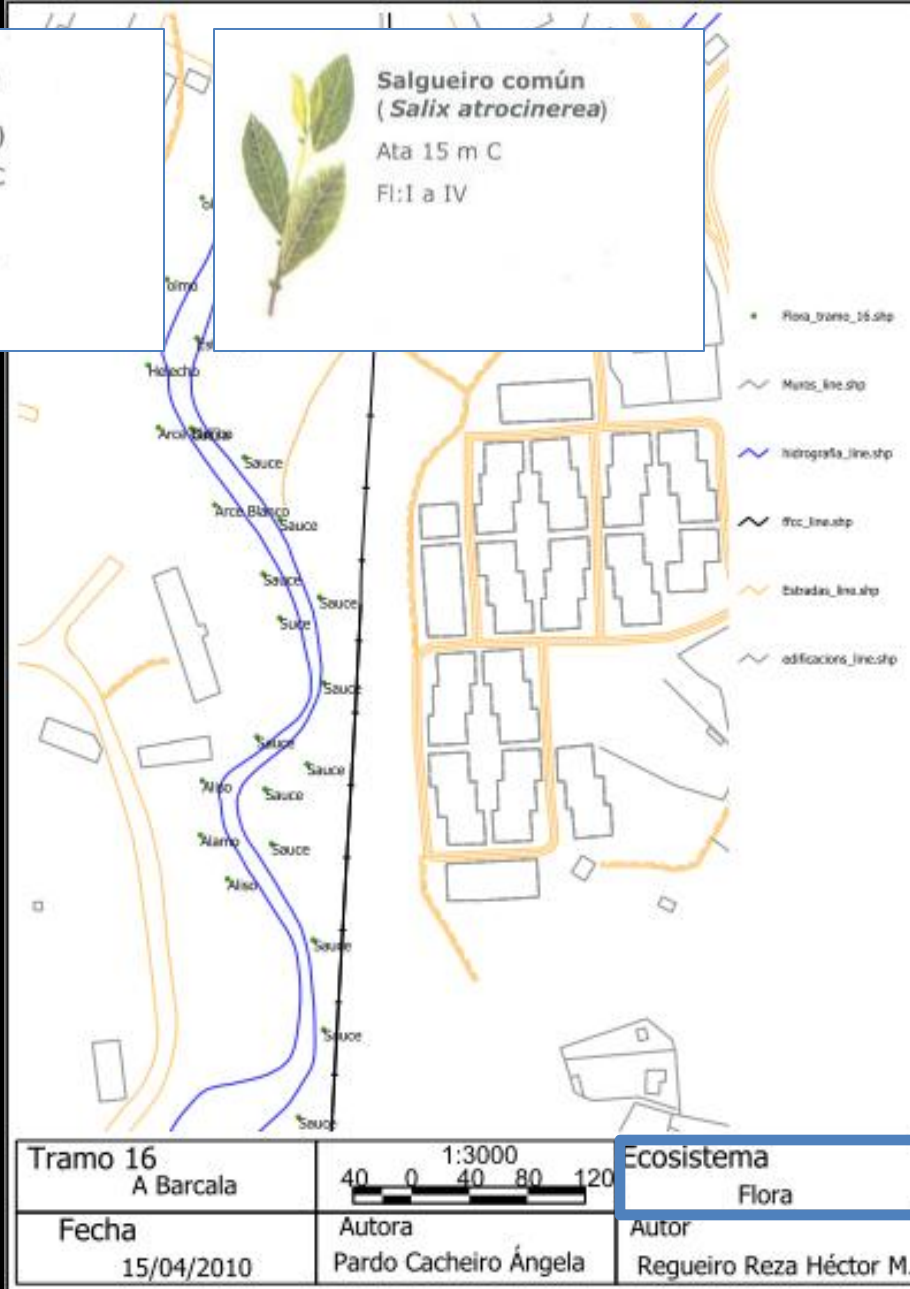 )
C
Salgueiro común
( Salix atrocinerea)
Ata 15 m C
Fl:I a IV
olmo
Helecho
Sauce
Arce Blanco
Sauce
Sauce
Sauce
Suce
Sauce
Sauce
Sauce
Aliso
Sauce
Alamo
Sauce
Aliso
Sauce
Sauce
Sauce
Flora_tramo_16.shp
Muros_line.shp
hidrografia_line.shp
ffcc_line.shp
Estradas_line.shp
edificacions_line.shp
Tramo 16
A Barcala
1:3000
40 0 40 80 120
Ecosistema
Flora
Fecha
15/04/2010
Autora
Pardo Cacheiro Ángela
Autor
Regueiro Reza Héctor M.